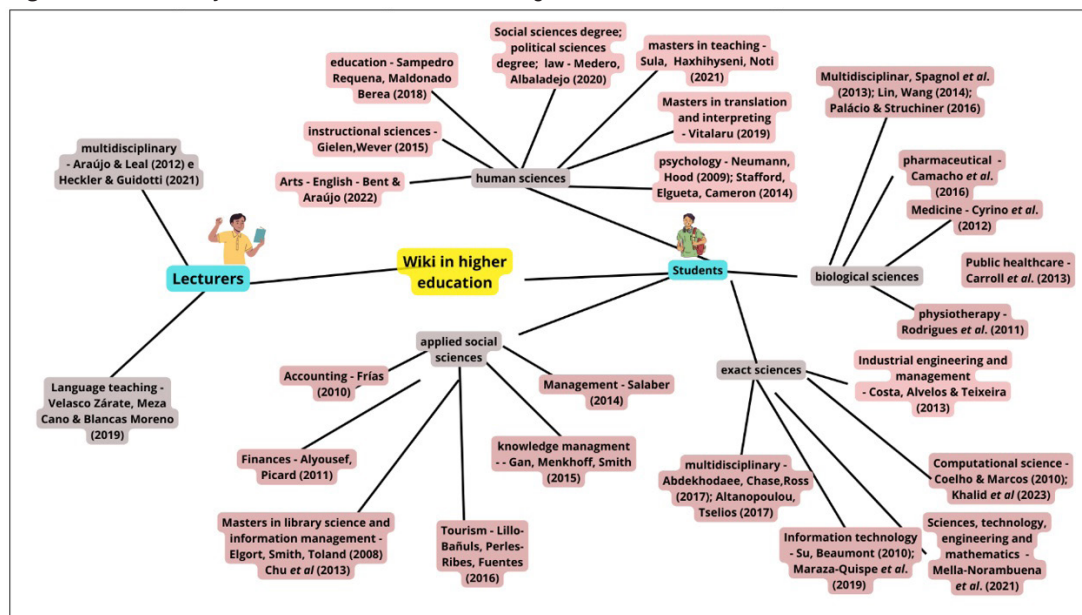 education - Sampedro
Requena, Maldonado
Berea (2018)
Social sciences degree;
political sciences
degree; law - Medero,
Albaladejo (2020)
masters in teaching -
Sula, Haxhihyseni, Noti
(2021)
Multidisciplinar, Spagnol et al.
(2013); Lin, Wang (2014);
Palácio & Struchiner (2016)
instructional sciences -
Gielen,Wever (2015)
Masters in translation
and interpreting
- Vitalaru (2019)
multidisciplinary
- Araújo & Leal (2012) e
Heckler & Guidotti (2021)
Arts - English - Bent &
Araújo (2022)
human sciences
psychology - Neumann,
Hood (2009); Stafford,
Elgueta, Cameron (2014)
pharmaceutical -
Camacho et al.
(2016)
Medicine - Cyrino et al.
(2012)
Lecturers
Wiki in higher
education
Students
biological sciences
Public healthcare -
Carroll et al. (2013)
physiotherapy -
Rodrigues et al. (2011)
applied social
sciences
Accounting - Frías
(2010)
Management - Salaber
(2014)
exact sciences
Industrial engineering and
management
- Costa, Alvelos & Teixeira
(2013)
Language teaching -
Velasco Zárate, Meza
Cano & Blancas Moreno
(2019)
Finances - Alyousef,
Picard (2011)
knowledge managment
- - Gan, Menkhoff, Smith
(2015)
multidisciplinary -
Abdekhodaee, Chase,Ross
(2017); Altanopoulou,
Tselios (2017)
Computational science -
Coelho & Marcos (2010);
Khalid et al (2023)
Masters in library science and
information management -
Elgort, Smith, Toland (2008)
Chu et al (2013)
Tourism - Lillo-
Bañuls, Perles-
Ribes, Fuentes
(2016)
Information technology
- Su, Beaumont (2010);
Maraza-Quispe et al.
(2019)
Sciences, technology,
engineering and
mathematics -
Mella-Norambuena
et al. (2021)